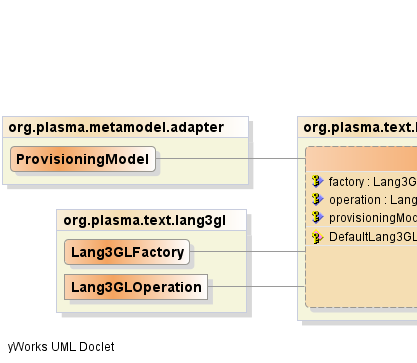 org.plasma.metamodel.adapter
ProvisioningModel
org.plasma.text.lang3gl
Lang3GLFactory
Lang3GLOperation
org.plasma.text.
factory : Lang3G
operation : Lang
provisioningMod
DefaultLang3GL
yWorks UML Doclet